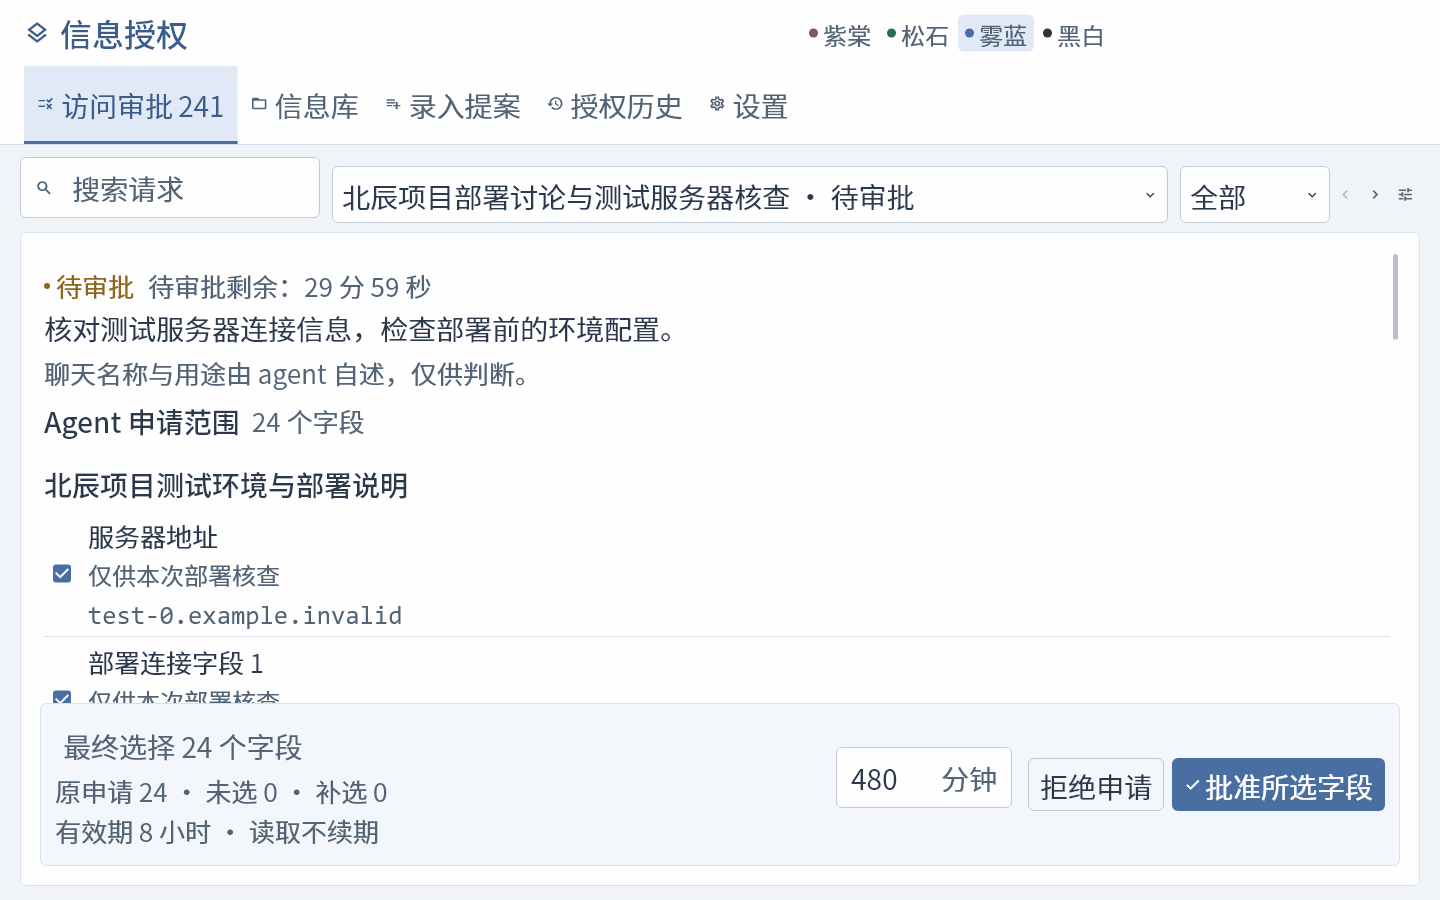 信息授权
紫棠 松石 雾蓝 黑白
访问审批 241 信息库 录入提案 授权历史 设置
搜索请求 北辰项目部署讨论与测试服务器核查 · 待审批 全部
待审批 待审批剩余：29 分 59 秒
核对测试服务器连接信息，检查部署前的环境配置。
聊天名称与用途由 agent 自述，仅供判断。
Agent 申请范围 24 个字段
北辰项目测试环境与部署说明
服务器地址
仅供本次部署核查
test-0.example.invalid
部署连接字段 1
仅供本次部署核查
最终选择 24 个字段
原申请 24 · 未选 0 · 补选 0
有效期 8 小时 · 读取不续期
480 分钟 拒绝申请 批准所选字段